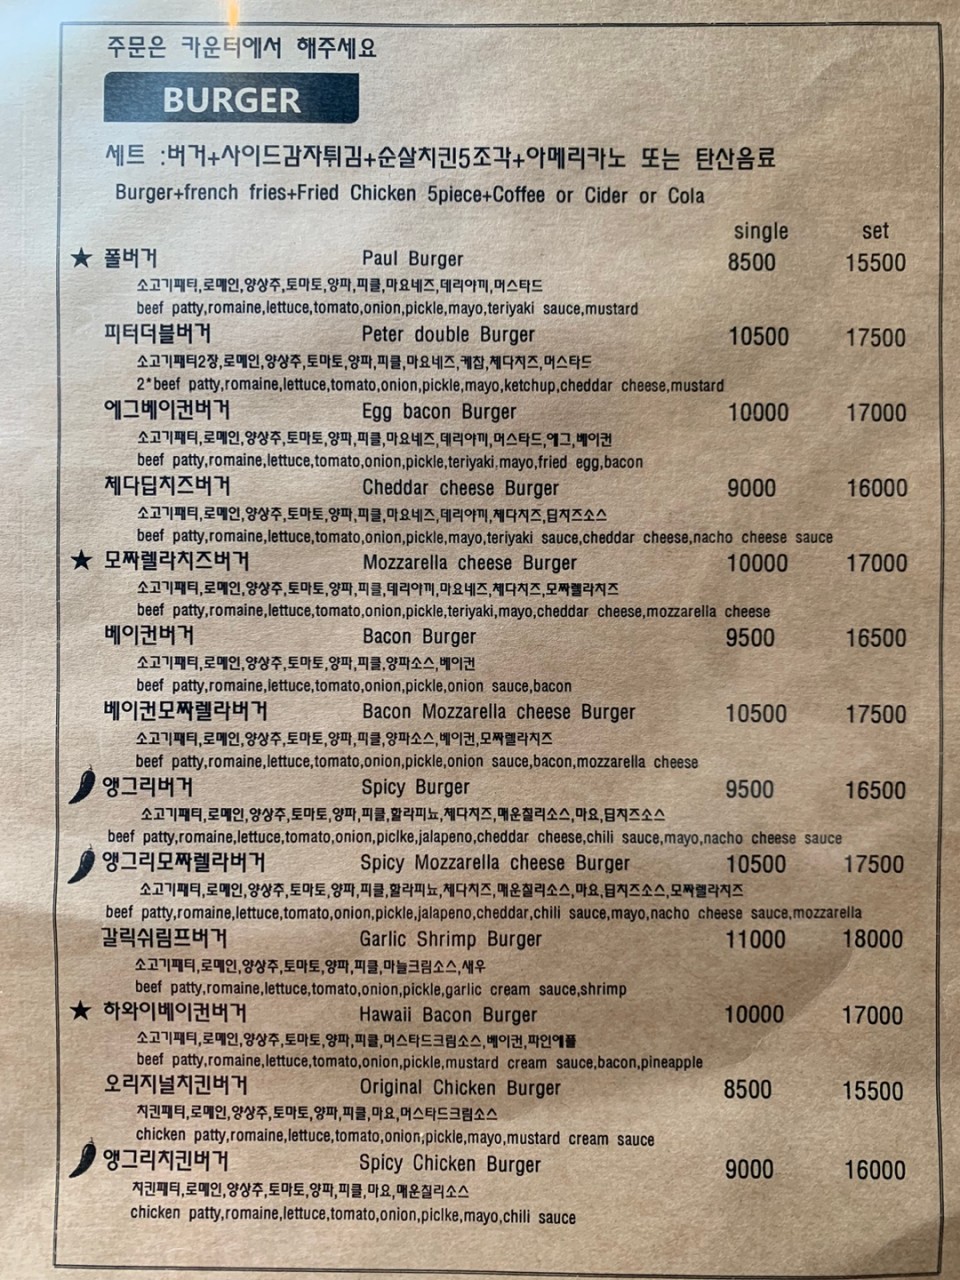 주문은 카운터에서 해주세요
BURGER
세트 :버거+사이드감자튀김+순살치킨5조각+아메리카노 또는 탄산음료
Burger+french fries+Fried Chicken 5piece+Coffee or Cider or Cola
single set
★ 폴버거 Paul Burger 8500 15500
소고기패티,로메인,양상추,토마토,양파,피클,마요네즈,데리야끼,머스타드
beef patty,romaine,lettuce,tomato,onion,pickle,mayo,teriyaki sauce,mustard
피터더블버거 Peter double Burger 10500 17500
소고기패티2장,로메인,양상추,토마토,양파,피클,마요네즈,케찹,체다치즈,머스타드
2*beef patty,romaine,lettuce,tomato,onion,pickle,mayo,ketchup,cheddar cheese,mustard
에그베이컨버거 Egg bacon Burger 10000 17000
소고기패티,로메인,양상추,토마토,양파,피클,마요네즈,데리야끼,머스타드,에그,베이컨
beef patty,romaine,lettuce,tomato,onion,pickle,teriyaki,mayo,fried egg,bacon
체다딥치즈버거 Cheddar cheese Burger 9000 16000
소고기패티,로메인,양상추,토마토,양파,피클,마요네즈,데리야끼,체다치즈,딥치즈소스
beef patty,romaine,lettuce,tomato,onion,pickle,mayo,teriyaki sauce,cheddar cheese,nacho cheese sauce
★ 모짜렐라치즈버거 Mozzarella cheese Burger 10000 17000
소고기패티,로메인,양상추,토마토,양파,피클,데리야끼,마요네즈,체다치즈,모짜렐라치즈
beef patty,romaine,lettuce,tomato,onion,pickle,teriyaki,mayo,cheddar cheese,mozzarella cheese
베이컨버거 Bacon Burger 9500 16500
소고기패티,로메인,양상추,토마토,양파,피클,양파소스,베이컨
beef patty,romaine,lettuce,tomato,onion,pickle,onion sauce,bacon
베이컨모짜렐라버거 Bacon Mozzarella cheese Burger 10500 17500
소고기패티,로메인,양상추,토마토,양파,피클,양파소스,베이컨,모짜렐라치즈
beef patty,romaine,lettuce,tomato,onion,pickle,onion sauce,bacon,mozzarella cheese
앵그리버거 Spicy Burger 9500 16500
소고기패티,로메인,양상추,토마토,양파,피클,할라피뇨,체다치즈,매운칠리소스,마요,딥치즈소스
beef patty,romaine,lettuce,tomato,onion,piclke,jalapeno,cheddar cheese,chili sauce,mayo,nacho cheese sauce
앵그리모짜렐라버거 Spicy Mozzarella cheese Burger 10500 17500
소고기패티,로메인,양상추,토마토,양파,피클,할라피뇨,체다치즈,매운칠리소스,마요,딥치즈소스,모짜렐라치즈
beef patty,romaine,lettuce,tomato,onion,pickle,jalapeno,cheddar,chili sauce,mayo,nacho cheese sauce,mozzarella
갈릭쉬림프버거 Garlic Shrimp Burger 11000 18000
소고기패티,로메인,양상추,토마토,양파,피클,마늘크림소스,새우
beef patty,romaine,lettuce,tomato,onion,pickle,garlic cream sauce,shrimp
★ 하와이베이컨버거 Hawaii Bacon Burger 10000 17000
소고기패티,로메인,양상추,토마토,양파,피클,머스타드크림소스,베이컨,파인애플
beef patty,romaine,lettuce,tomato,onion,pickle,mustard cream sauce,bacon,pineapple
오리지널치킨버거 Original Chicken Burger 8500 15500
치킨패티,로메인,양상추,토마토,양파,피클,마요,머스타드크림소스
chicken patty,romaine,lettuce,tomato,onion,pickle,mayo,mustard cream sauce
앵그리치킨버거 Spicy Chicken Burger 9000 16000
치킨패티,로메인,양상추,토마토,양파,피클,마요,매운칠리소스
chicken patty,romaine,lettuce,tomato,onion,piclke,mayo,chili sauce